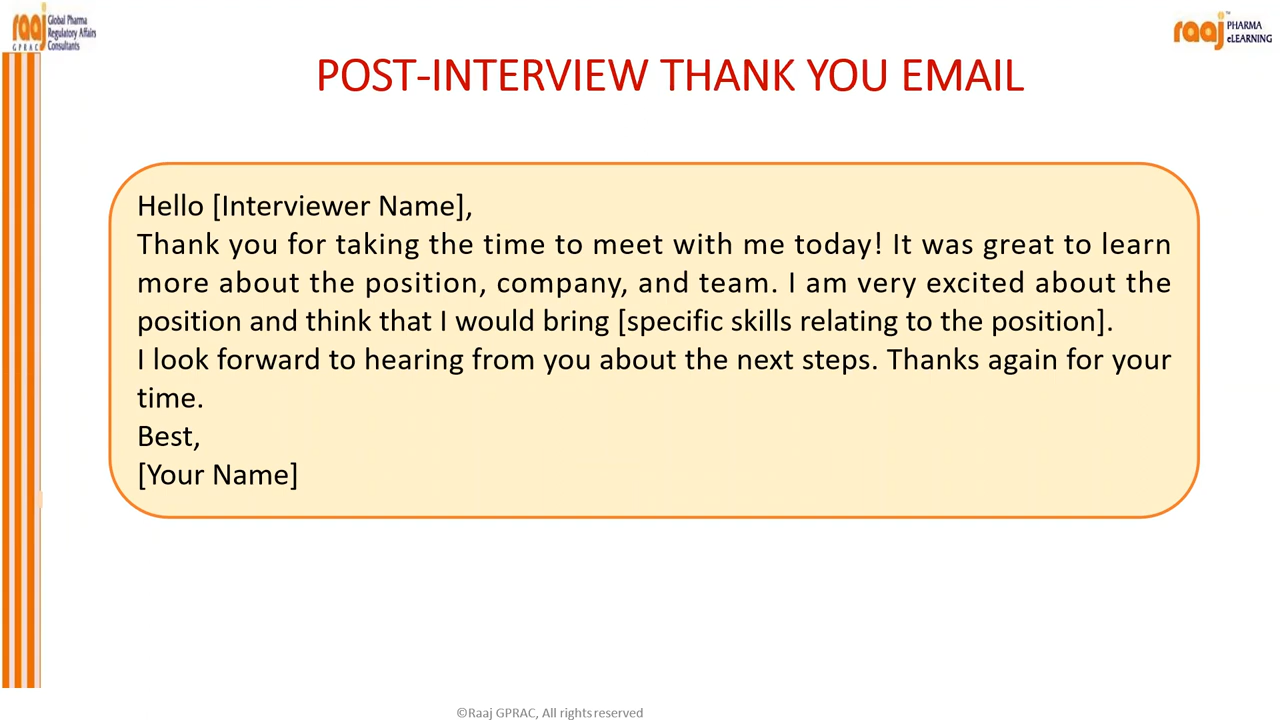 raaj Global Pharma
Regulatory Affairs
Consultants
GPRAC
raaj™ PHARMA
eLEARNING
POST-INTERVIEW THANK YOU EMAIL
Hello [Interviewer Name],
Thank you for taking the time to meet with me today! It was great to learn
more about the position, company, and team. I am very excited about the
position and think that I would bring [specific skills relating to the position].
I look forward to hearing from you about the next steps. Thanks again for your
time.
Best,
[Your Name]
©Raaj GPRAC, All rights reserved